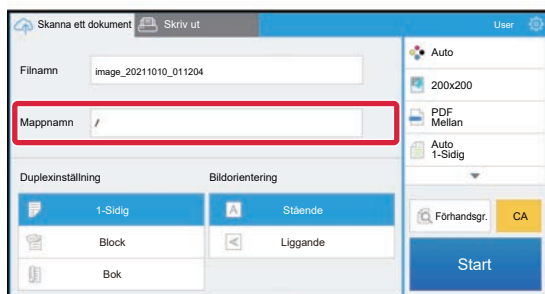 Skanna ett dokument
Skriv ut
User
Filnamn
image_20211010_011204
Mappnamn
/
Duplexinställning
1-Sidig
Block
Bok
Bildorientering
A
Stående
Liggande
Auto
200x200
PDF
Mellan
Auto
1-Sidig
Förhandsgr.
CA
Start